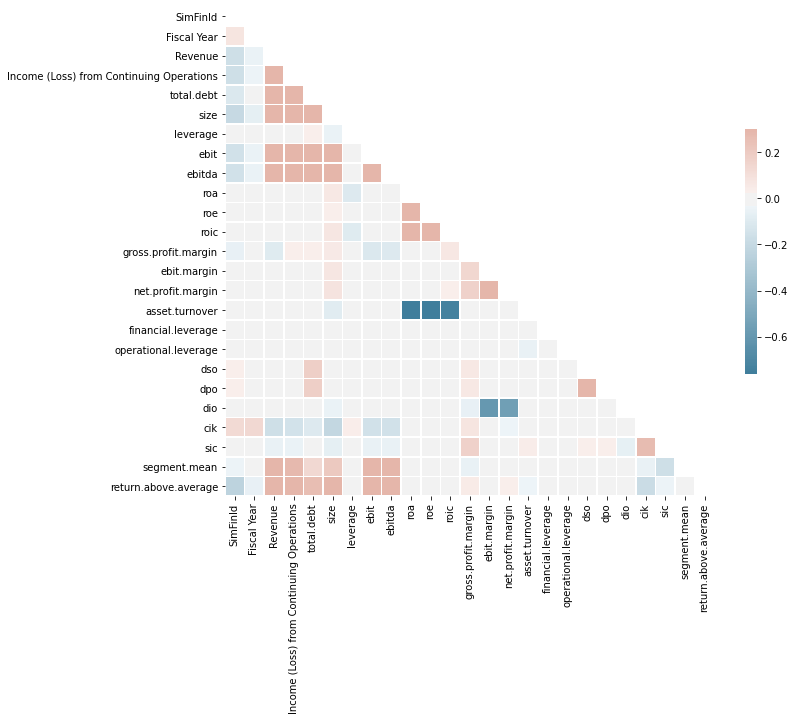 SimFinId
Fiscal Year
Revenue
Income (Loss) from Continuing Operations
total.debt
size
leverage
ebit
ebitda
roa
roe
roic
gross.profit.margin
ebit.margin
net.profit.margin
asset.turnover
financial.leverage
operational.leverage
dso
dpo
dio
cik
sic
segment.mean
return.above.average
SimFinId
Fiscal Year
Revenue
Income (Loss) from Continuing Operations
total.debt
size
leverage
ebit
ebitda
roa
roe
roic
gross.profit.margin
ebit.margin
net.profit.margin
asset.turnover
financial.leverage
operational.leverage
dso
dpo
dio
cik
sic
segment.mean
return.above.average
0.2
0.0
−0.2
−0.4
−0.6